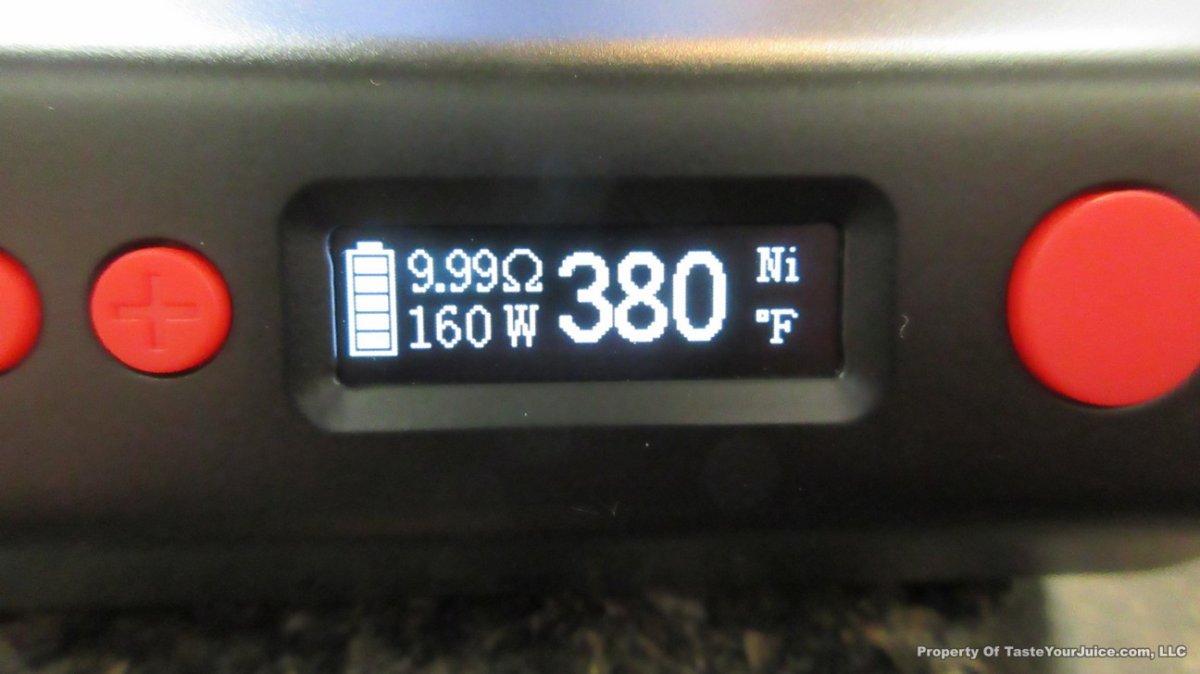 9.99Ω
160 W
380
Ni
°F
Property Of TasteYourJuice.com, LLC